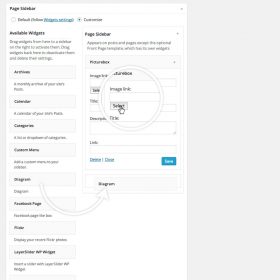 Page Sidebar
Default (follow Widgets settings)
Customise
Available Widgets
Drag widgets from here to a sidebar
on the right to activate them. Drag
widgets back here to deactivate them
and delete their settings.
Archives
A monthly archive of your site's
Posts.
Calendar
A calendar of your site's Posts.
Categories
A list or dropdown of categories.
Custom Menu
Add a custom menu to your
sidebar.
Diagram
Diagram
Facebook Page
Facebook page the box
Flickr
Display your recent Flickr photos.
LayerSlider WP Widget
Insert a slider with LayerSlider WP
Widget
Page Sidebar
Appears on posts and pages except the optional
Front Page template, which has its own widgets
Picturebox
Image link:
Title:
Link:
Delete | Close
Save
Picturebox
Image link:
Select
Title:
Diagram